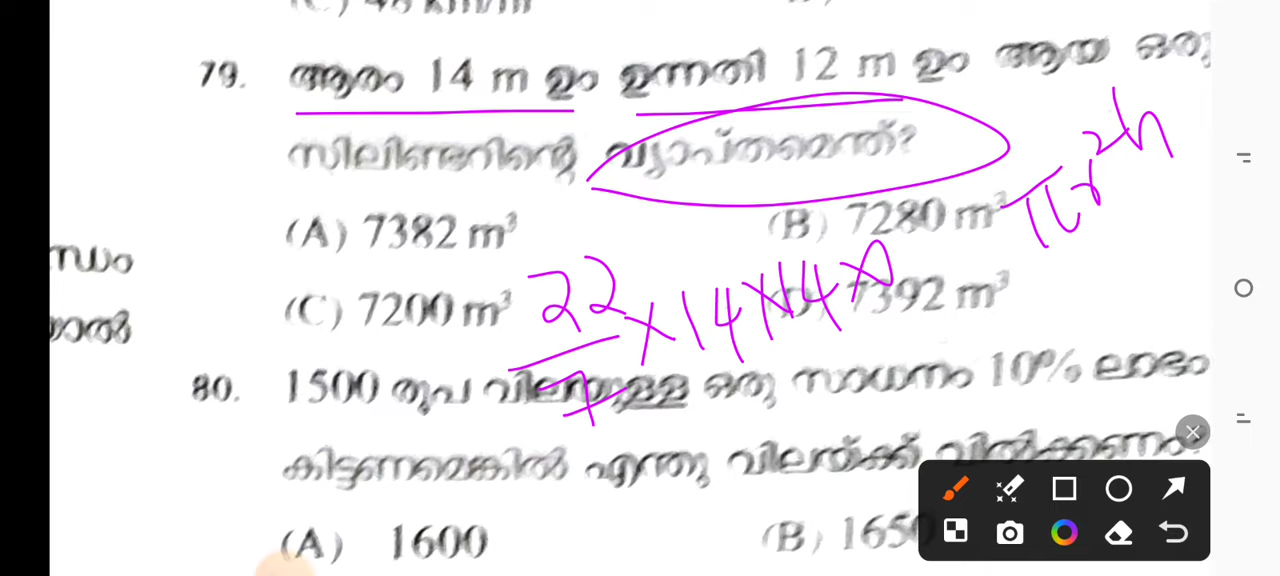 79. ആരം 14 m ഉം ഉന്നതി 12 m ഉം ആയ ഒരു
സിലിണ്ടറിന്റെ വ്യാപ്തമെന്ത്?
πr²h
(A) 7382 m³ (B) 7280 m³
ന്ധം
(C) 7200 m³ 7392 m³
22/7 × 14 × 14 ×
ാൽ
80. 1500 രൂപ വിലയുള്ള ഒരു സാധനം 10% ലാഭം
കിട്ടണമെങ്കിൽ എന്തു വിലയ്ക്ക് വിൽക്കണം?
(A) 1600 (B) 1650